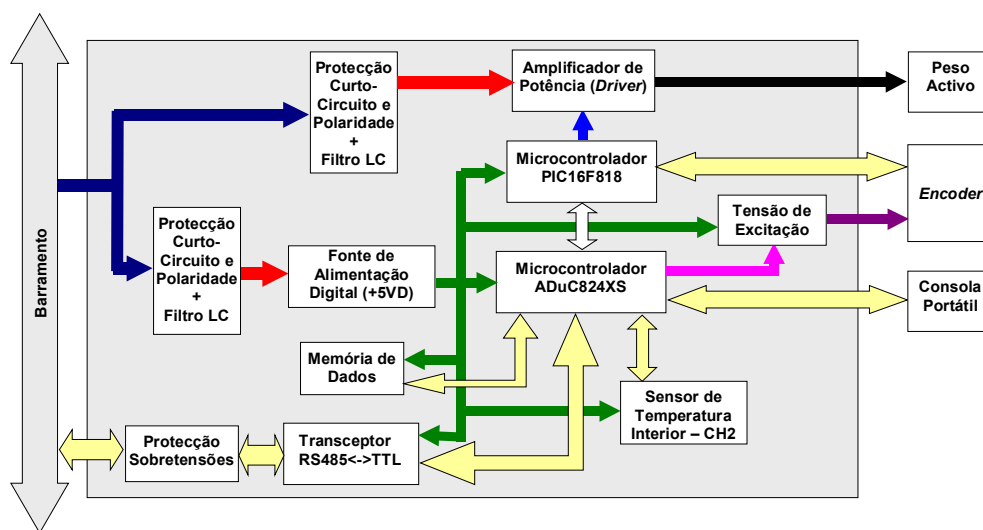 Barramento
Protecção
Curto-
Circuito e
Polaridade
+
Filtro LC
Amplificador de
Potência (Driver)
Peso
Activo
Microcontrolador
PIC16F818
Encoder
Tensão de
Excitação
Protecção
Curto-
Circuito e
Polaridade
+
Filtro LC
Fonte de
Alimentação
Digital (+5VD)
Microcontrolador
ADuC824XS
Consola
Portátil
Memória de
Dados
Sensor de
Temperatura
Interior – CH2
Protecção
Sobretensões
Transceptor
RS485<->TTL